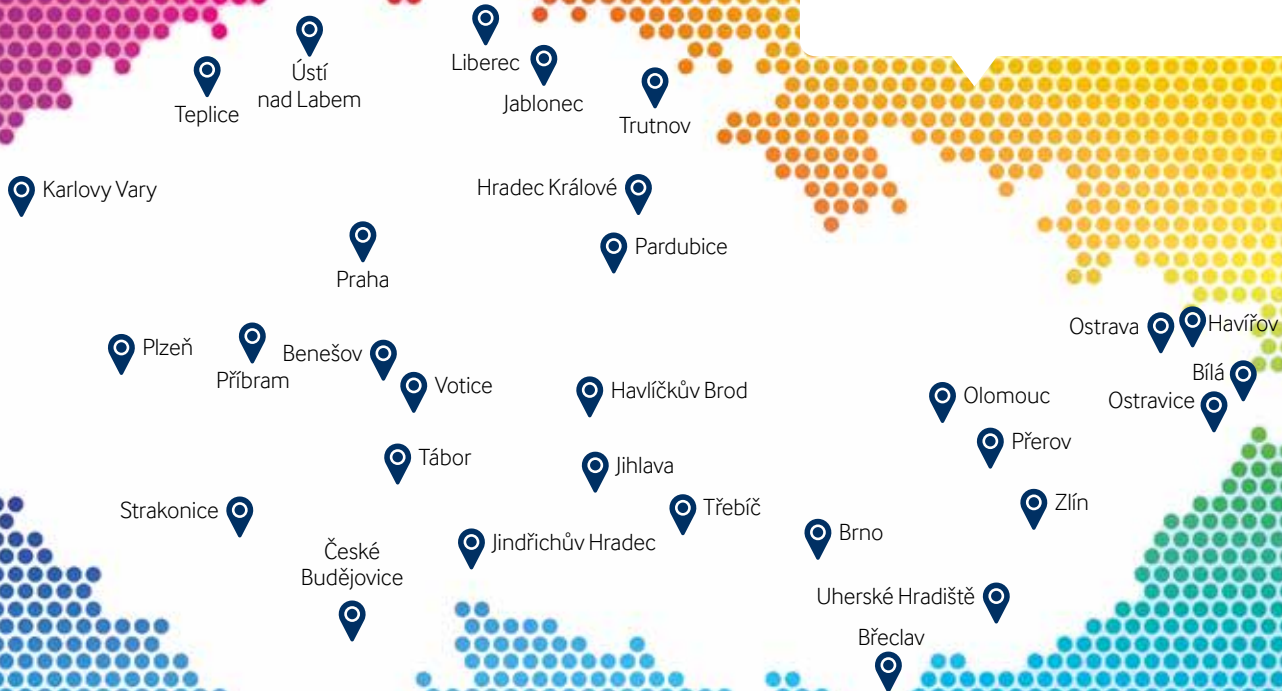 Liberec
Ústí
nad Labem
Teplice
Jablonec
Trutnov
Karlovy Vary
Hradec Králové
Pardubice
Praha
Ostrava
Havířov
Plzeň
Příbram
Benešov
Votice
Havlíčkův Brod
Bílá
Ostravice
Olomouc
Přerov
Tábor
Jihlava
Zlín
Strakonice
Třebíč
Brno
Jindřichův Hradec
České
Budějovice
Uherské Hradiště
Břeclav